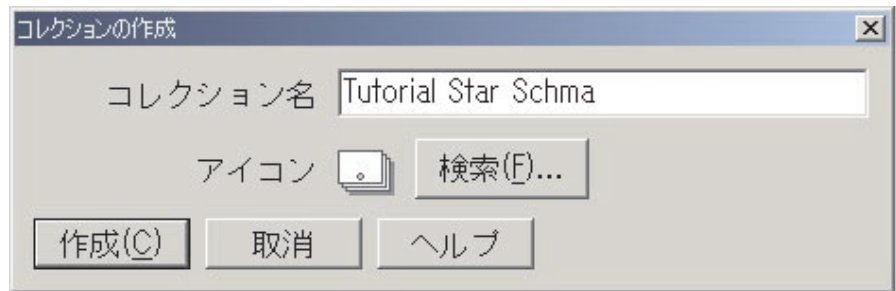 コレクションの作成
コレクション名 Tutorial Star Schma
アイコン 検索(F)...
作成(C) 取消 ヘルプ